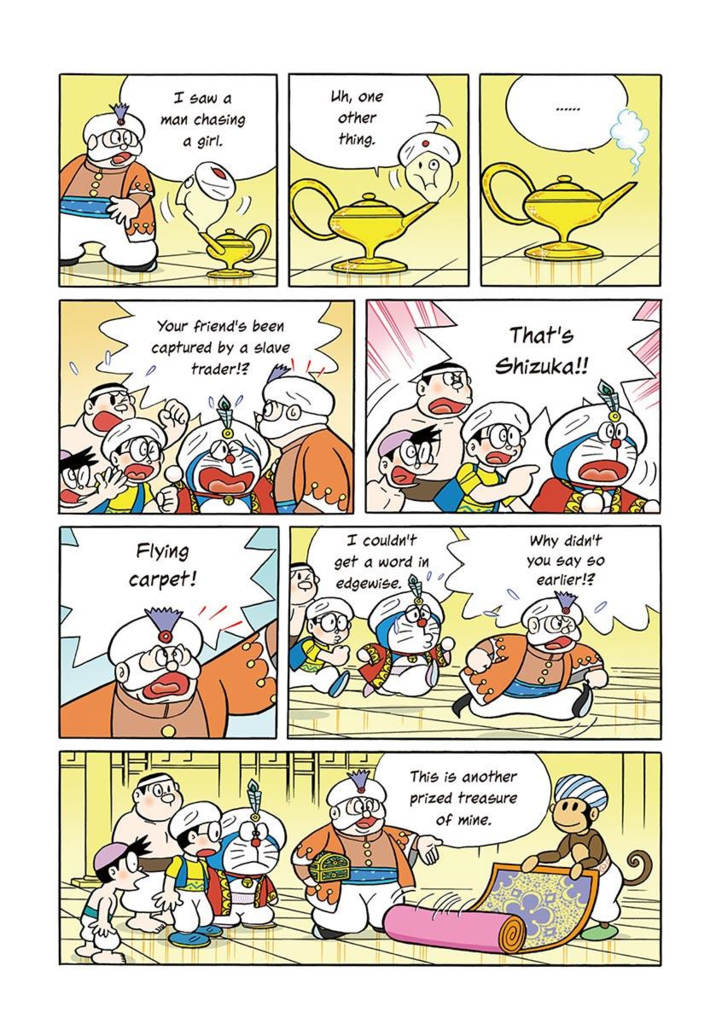 I saw a
man chasing
a girl.
Uh, one
other
thing.
......
Your friend's been
captured by a slave
trader!?
That's
Shizuka!!
Flying
carpet!
I couldn't
get a word in
edgewise.
Why didn't
you say so
earlier!?
This is another
prized treasure
of mine.